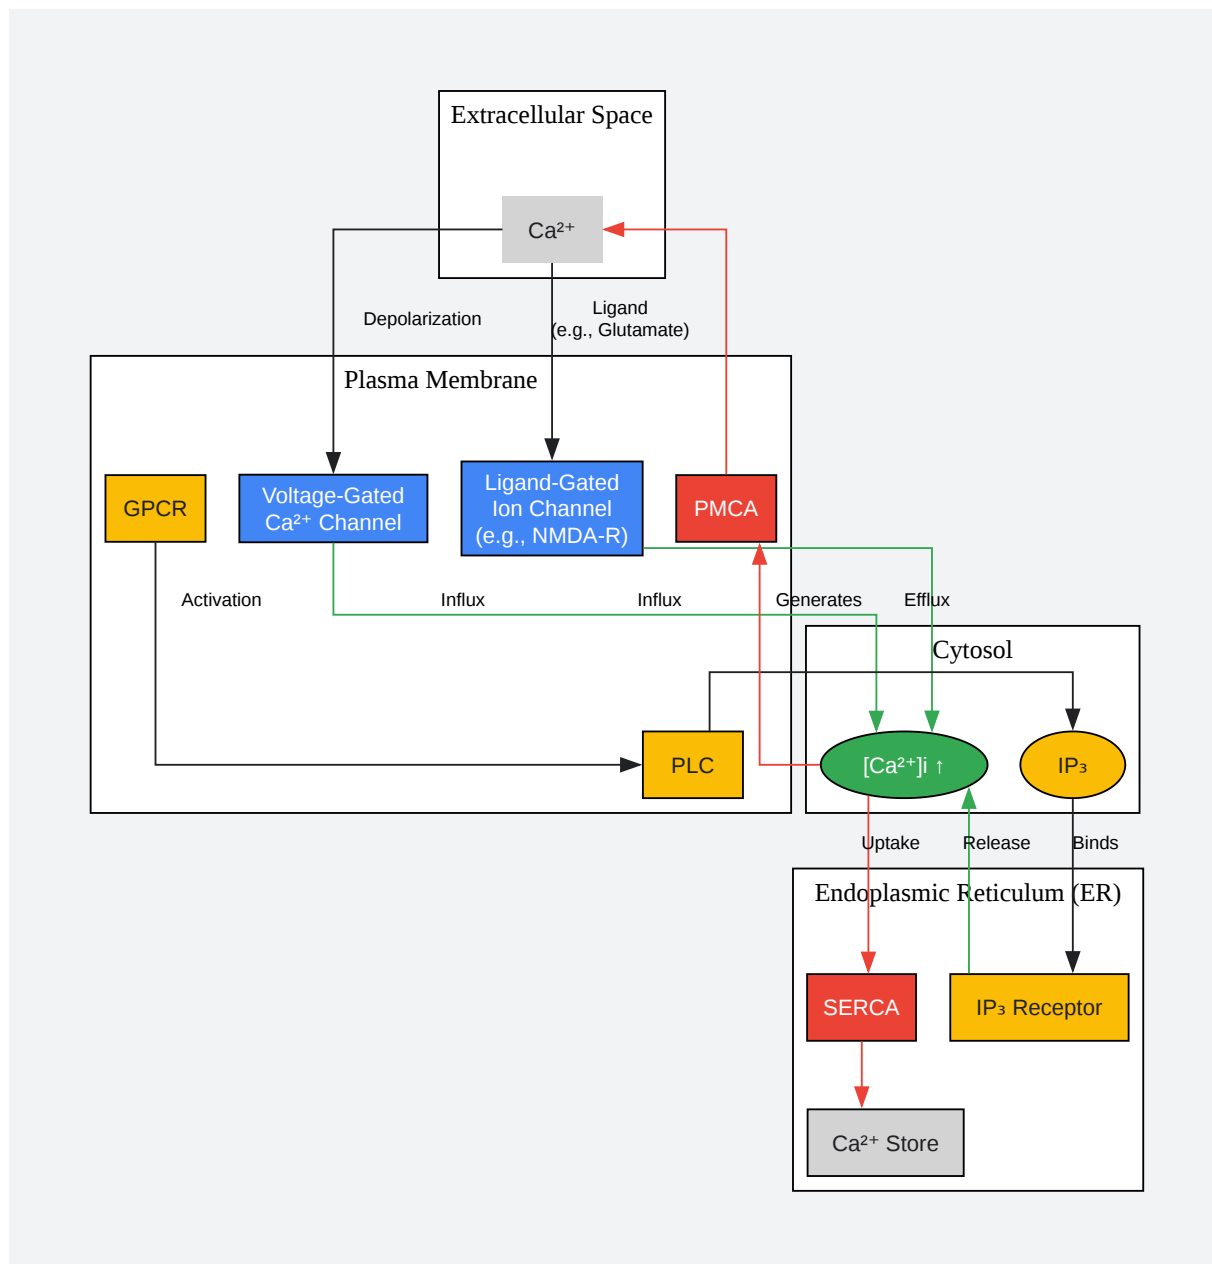 Extracellular Space
Ca²⁺
Depolarization
Ligand
(e.g., Glutamate)
Plasma Membrane
GPCR
Voltage-Gated
Ca²⁺ Channel
Ligand-Gated
Ion Channel
(e.g., NMDA-R)
PMCA
Activation
Influx
Influx
Generates
Efflux
Cytosol
PLC
[Ca²⁺]i ↑
IP₃
Uptake
Release
Binds
Endoplasmic Reticulum (ER)
SERCA
IP₃ Receptor
Ca²⁺ Store